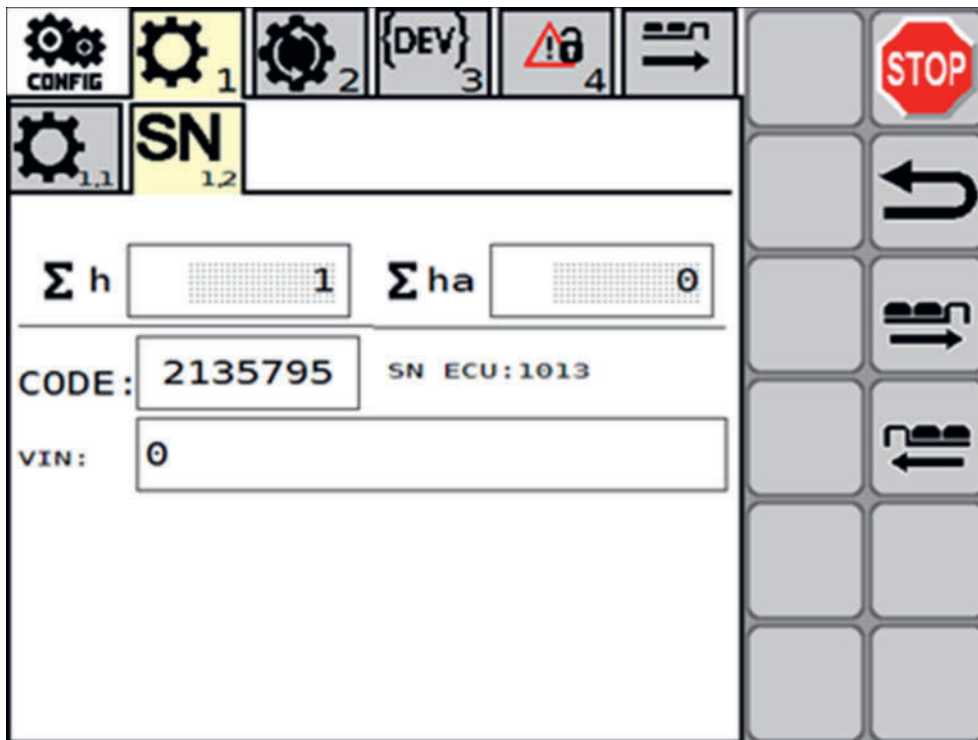 CONFIG 1 2 {DEV} 3 4 STOP
1,1 SN 1,2
Σ h 1 Σ ha 0
CODE: 2135795 SN ECU:1013
VIN: 0